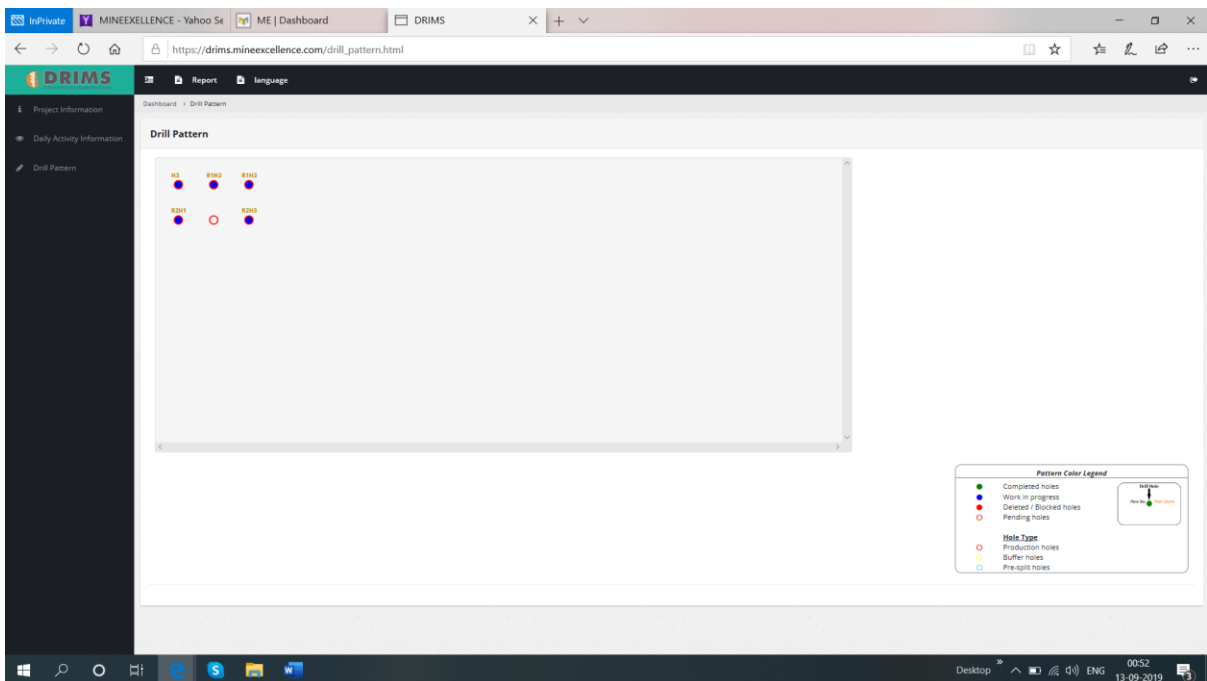 InPrivate
MINEEXELLENCE - Yahoo Se
ME | Dashboard
DRIMS
https://drims.mineexcellence.com/drill_pattern.html
DRIMS
Report
language
Project Information
Daily Activity Information
Drill Pattern
Dashboard > Drill Pattern
Drill Pattern
H3 R1H2 R1H3
R2H1 R2H3
Pattern Color Legend
Completed holes
Work in progress
Deleted / Blocked holes
Pending holes
Drill Hole
Hole Type
Production holes
Buffer holes
Pre-split holes
Desktop
ENG
00:52
13-09-2019